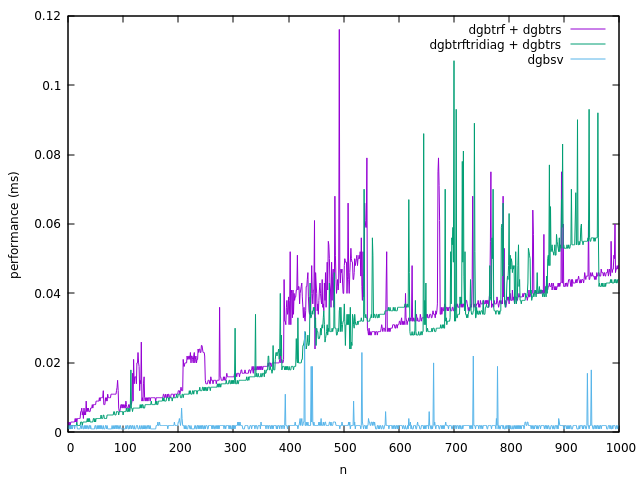 0.12
0.1
0.08
0.06
0.04
0.02
0
performance (ms)
dgbtrf + dgbtrs
dgbtrftridiag + dgbtrs
dgbsv
0 100 200 300 400 500 600 700 800 900 1000
n